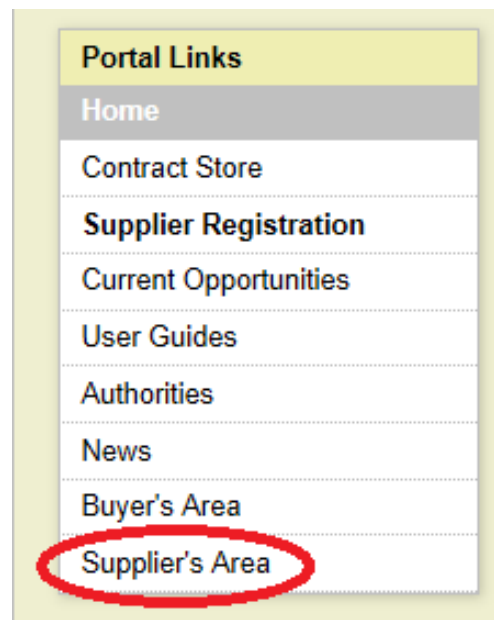 Portal Links
Home
Contract Store
Supplier Registration
Current Opportunities
User Guides
Authorities
News
Buyer's Area
Supplier's Area